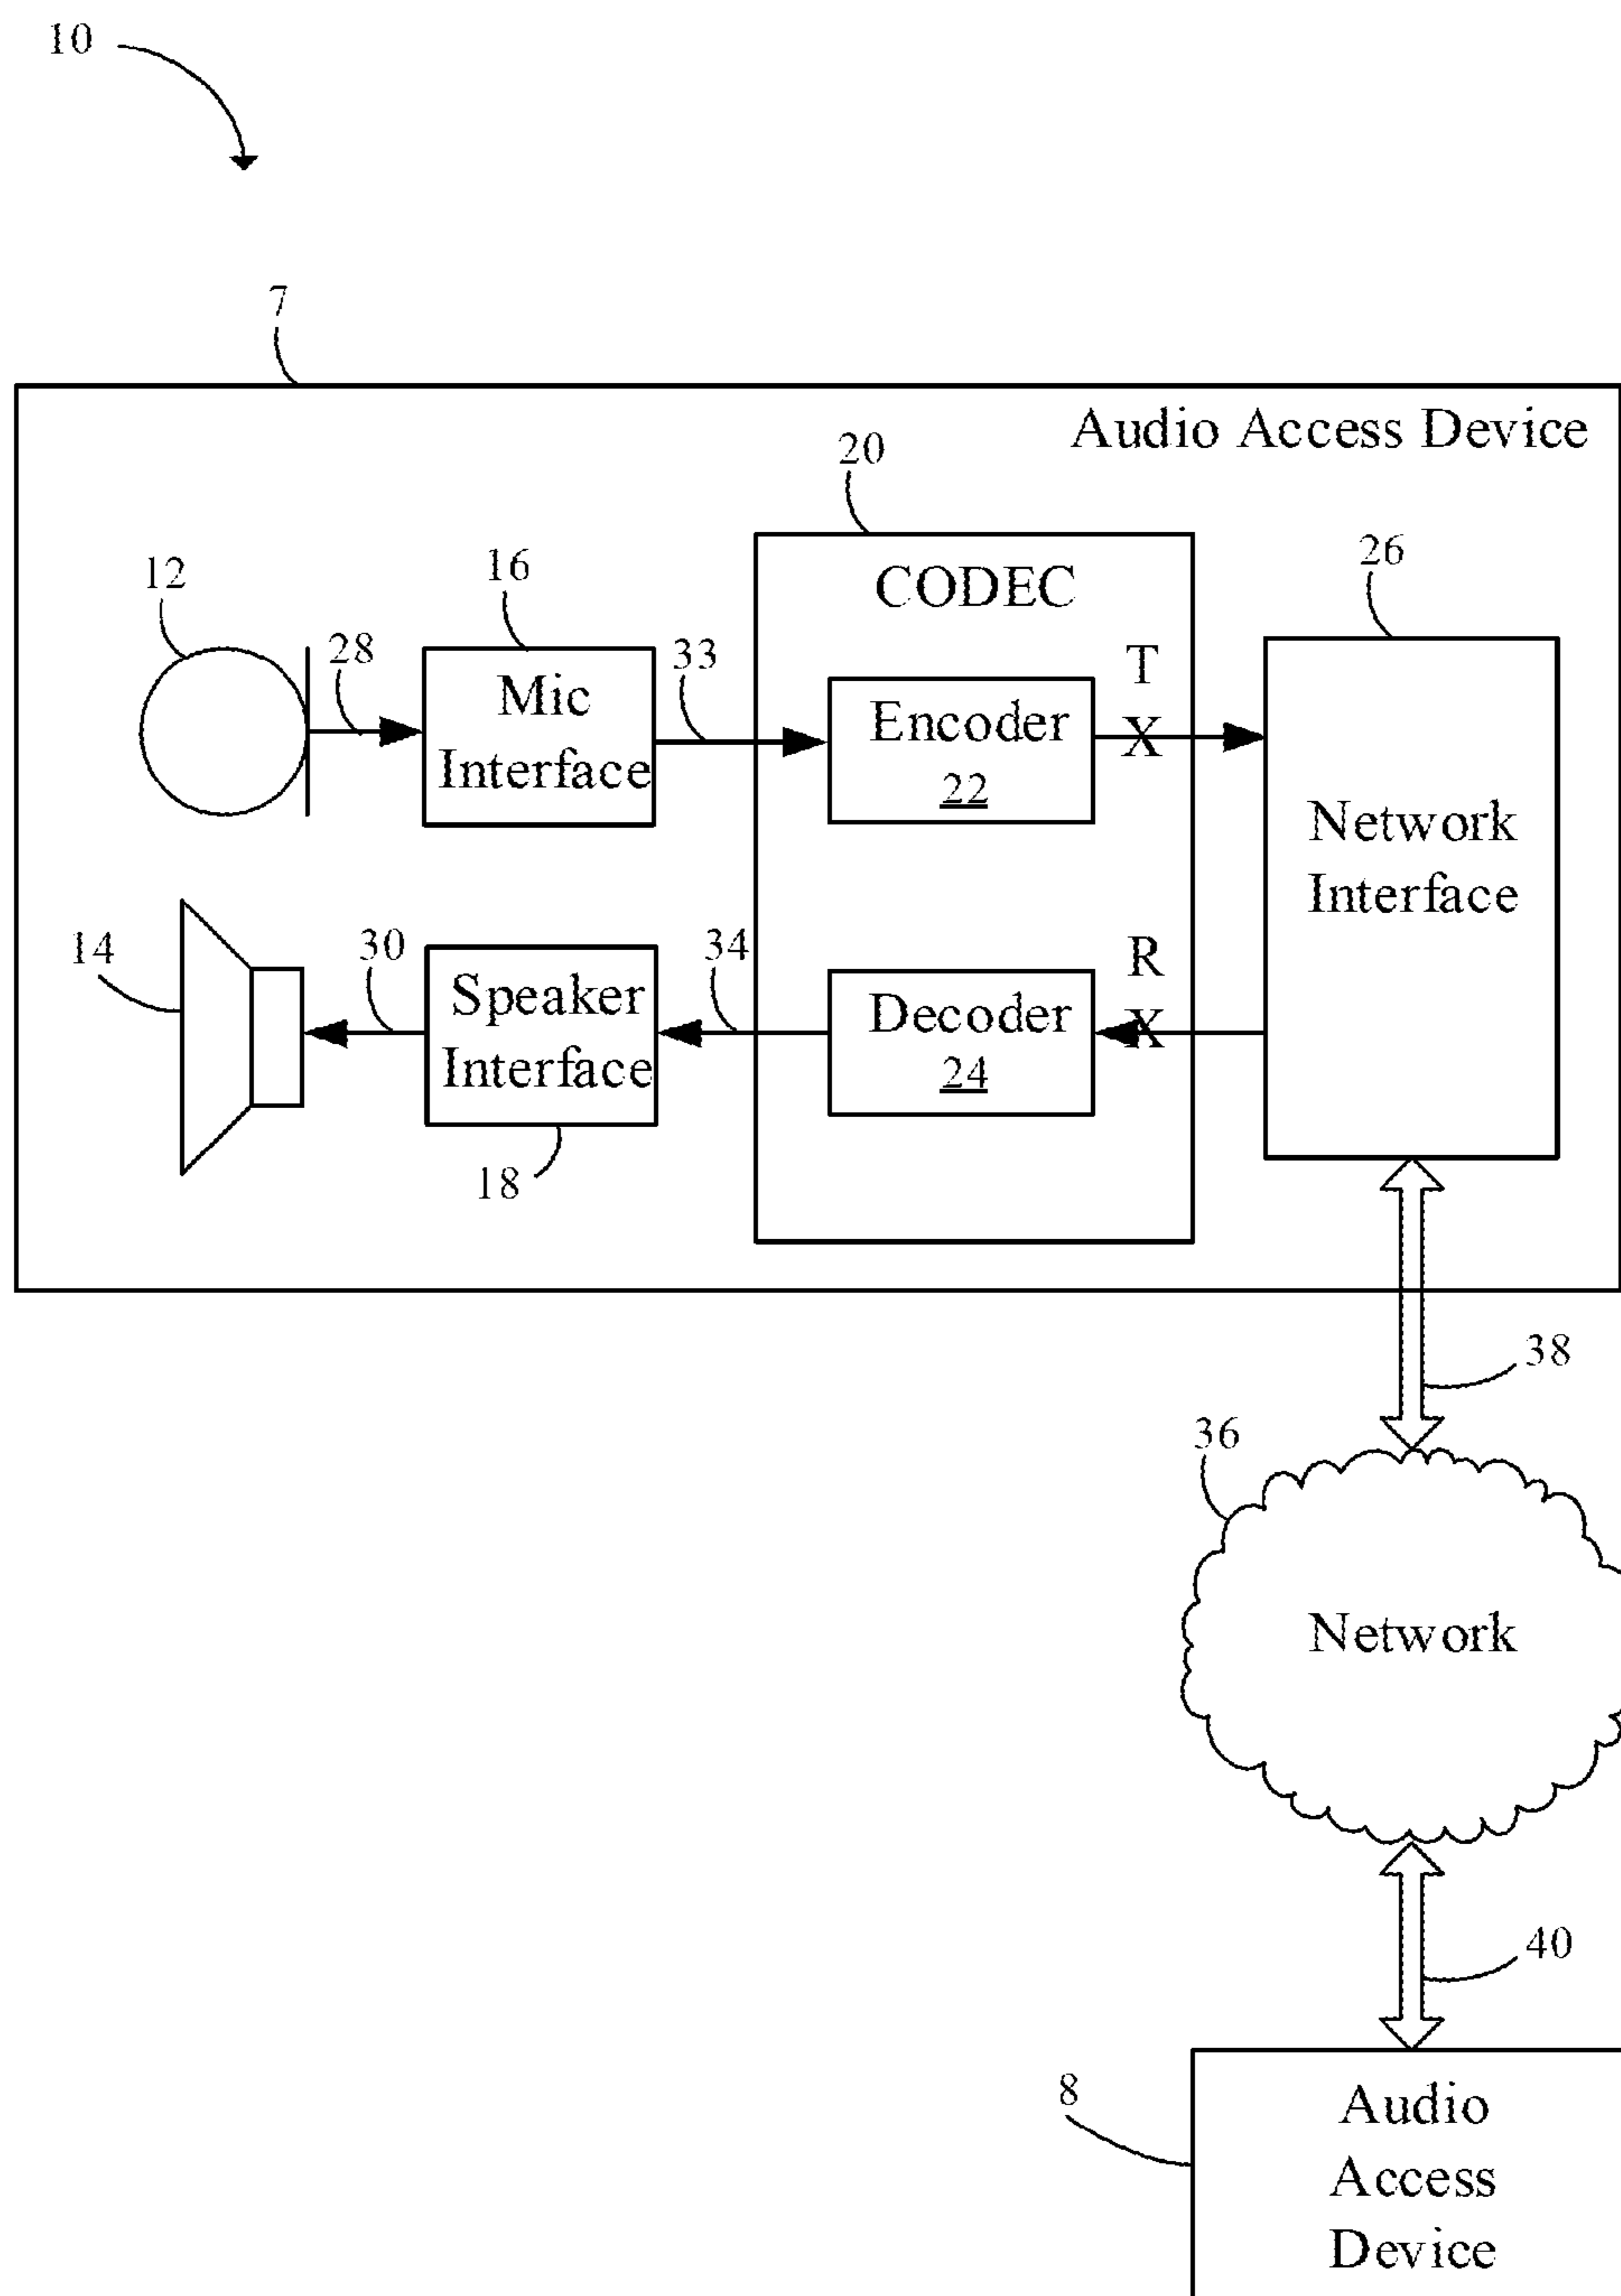 10
7
Audio Access Device
20
CODEC
26
12
28
16
Mic
Interface
33
Encoder
22
T
X
Network
Interface
14
30
Speaker
Interface
18
34
Decoder
24
R
X
38
36
Network
40
8
Audio
Access
Device